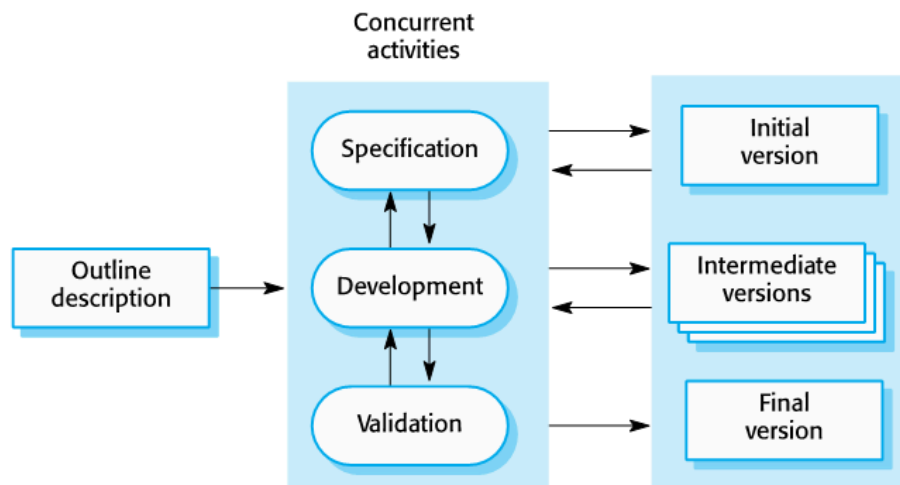 Concurrent
activities
Specification
Initial
version
Outline
description
Development
Intermediate
versions
Validation
Final
version